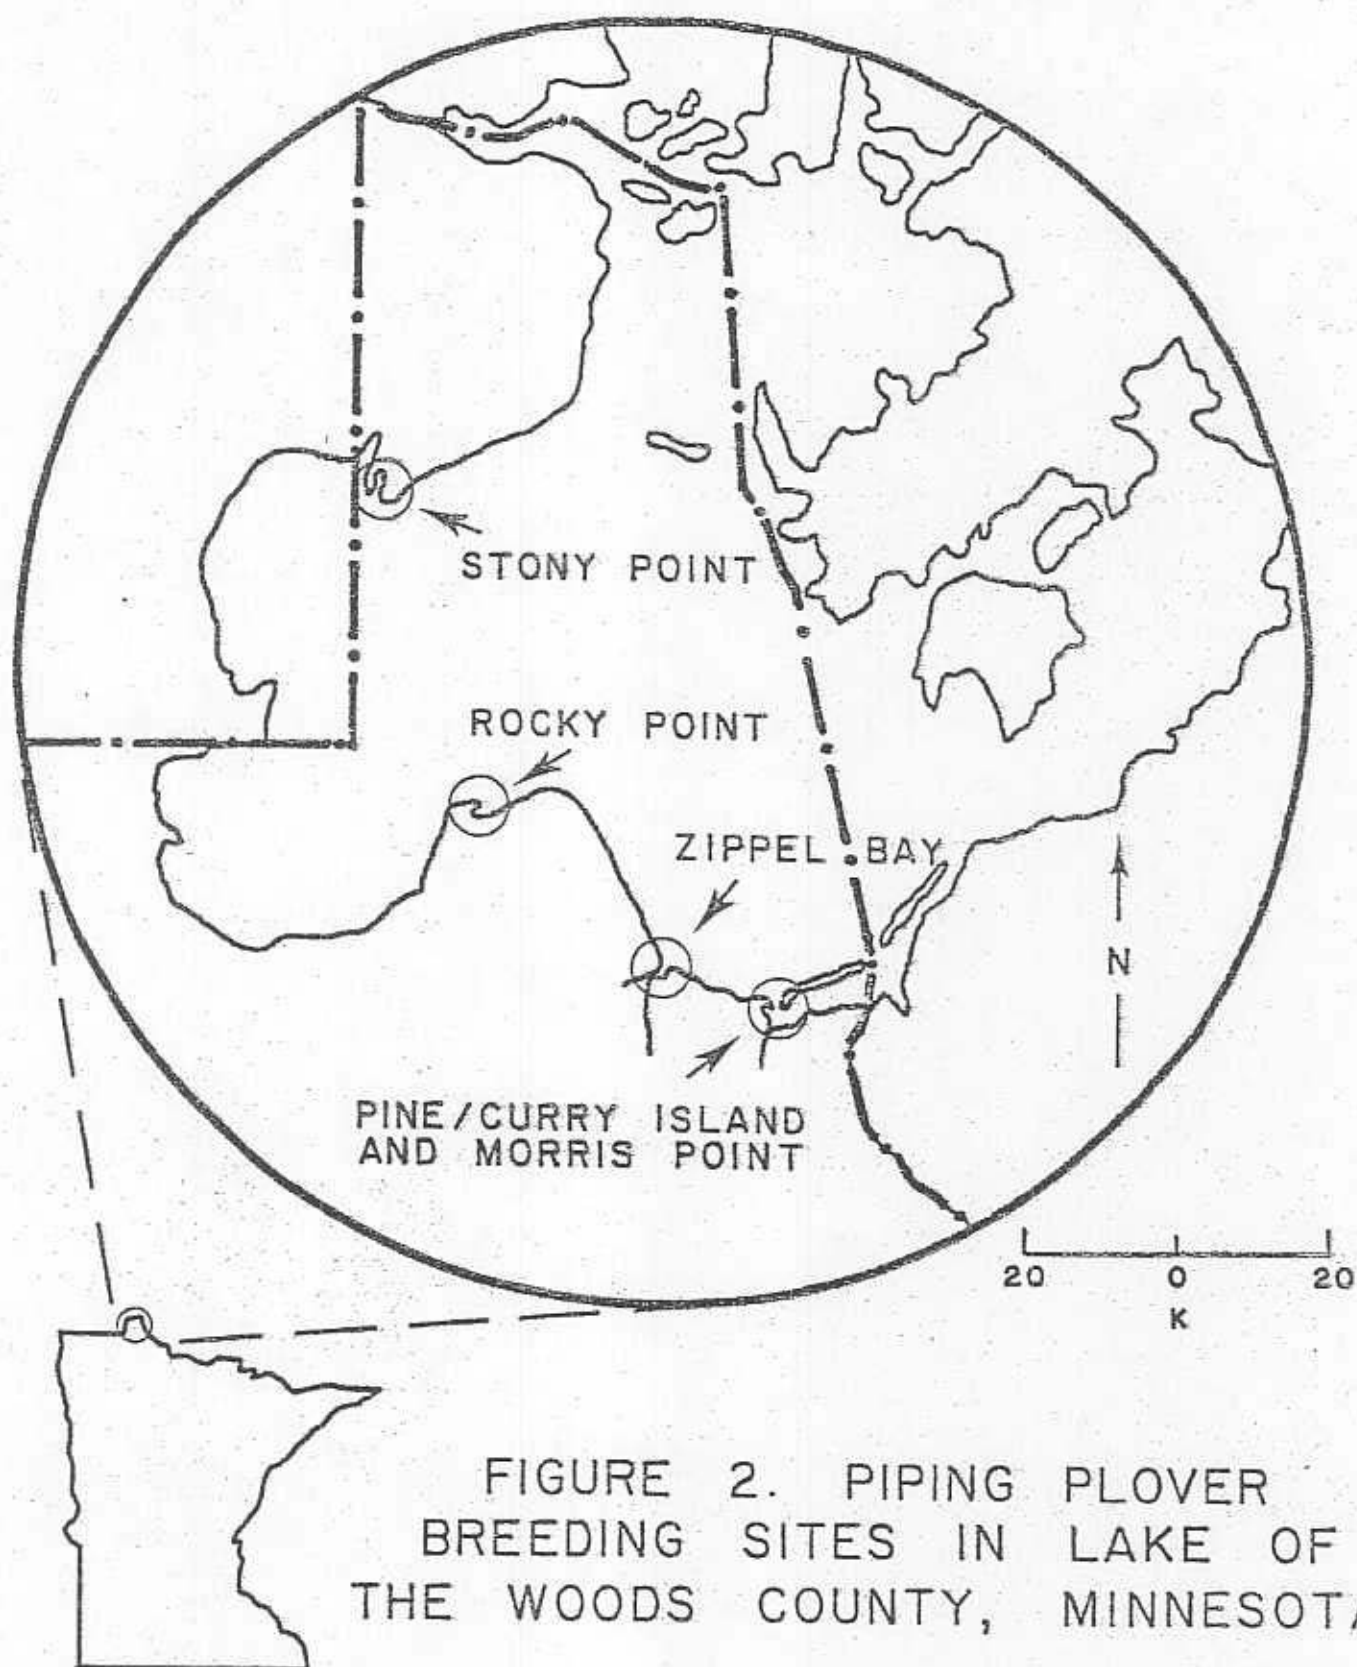 STONY POINT
ROCKY POINT
ZIPPEL BAY
N
PINE/CURRY ISLAND
AND MORRIS POINT
20 0 20
K
FIGURE 2. PIPING PLOVER
BREEDING SITES IN LAKE OF
THE WOODS COUNTY, MINNESOTA